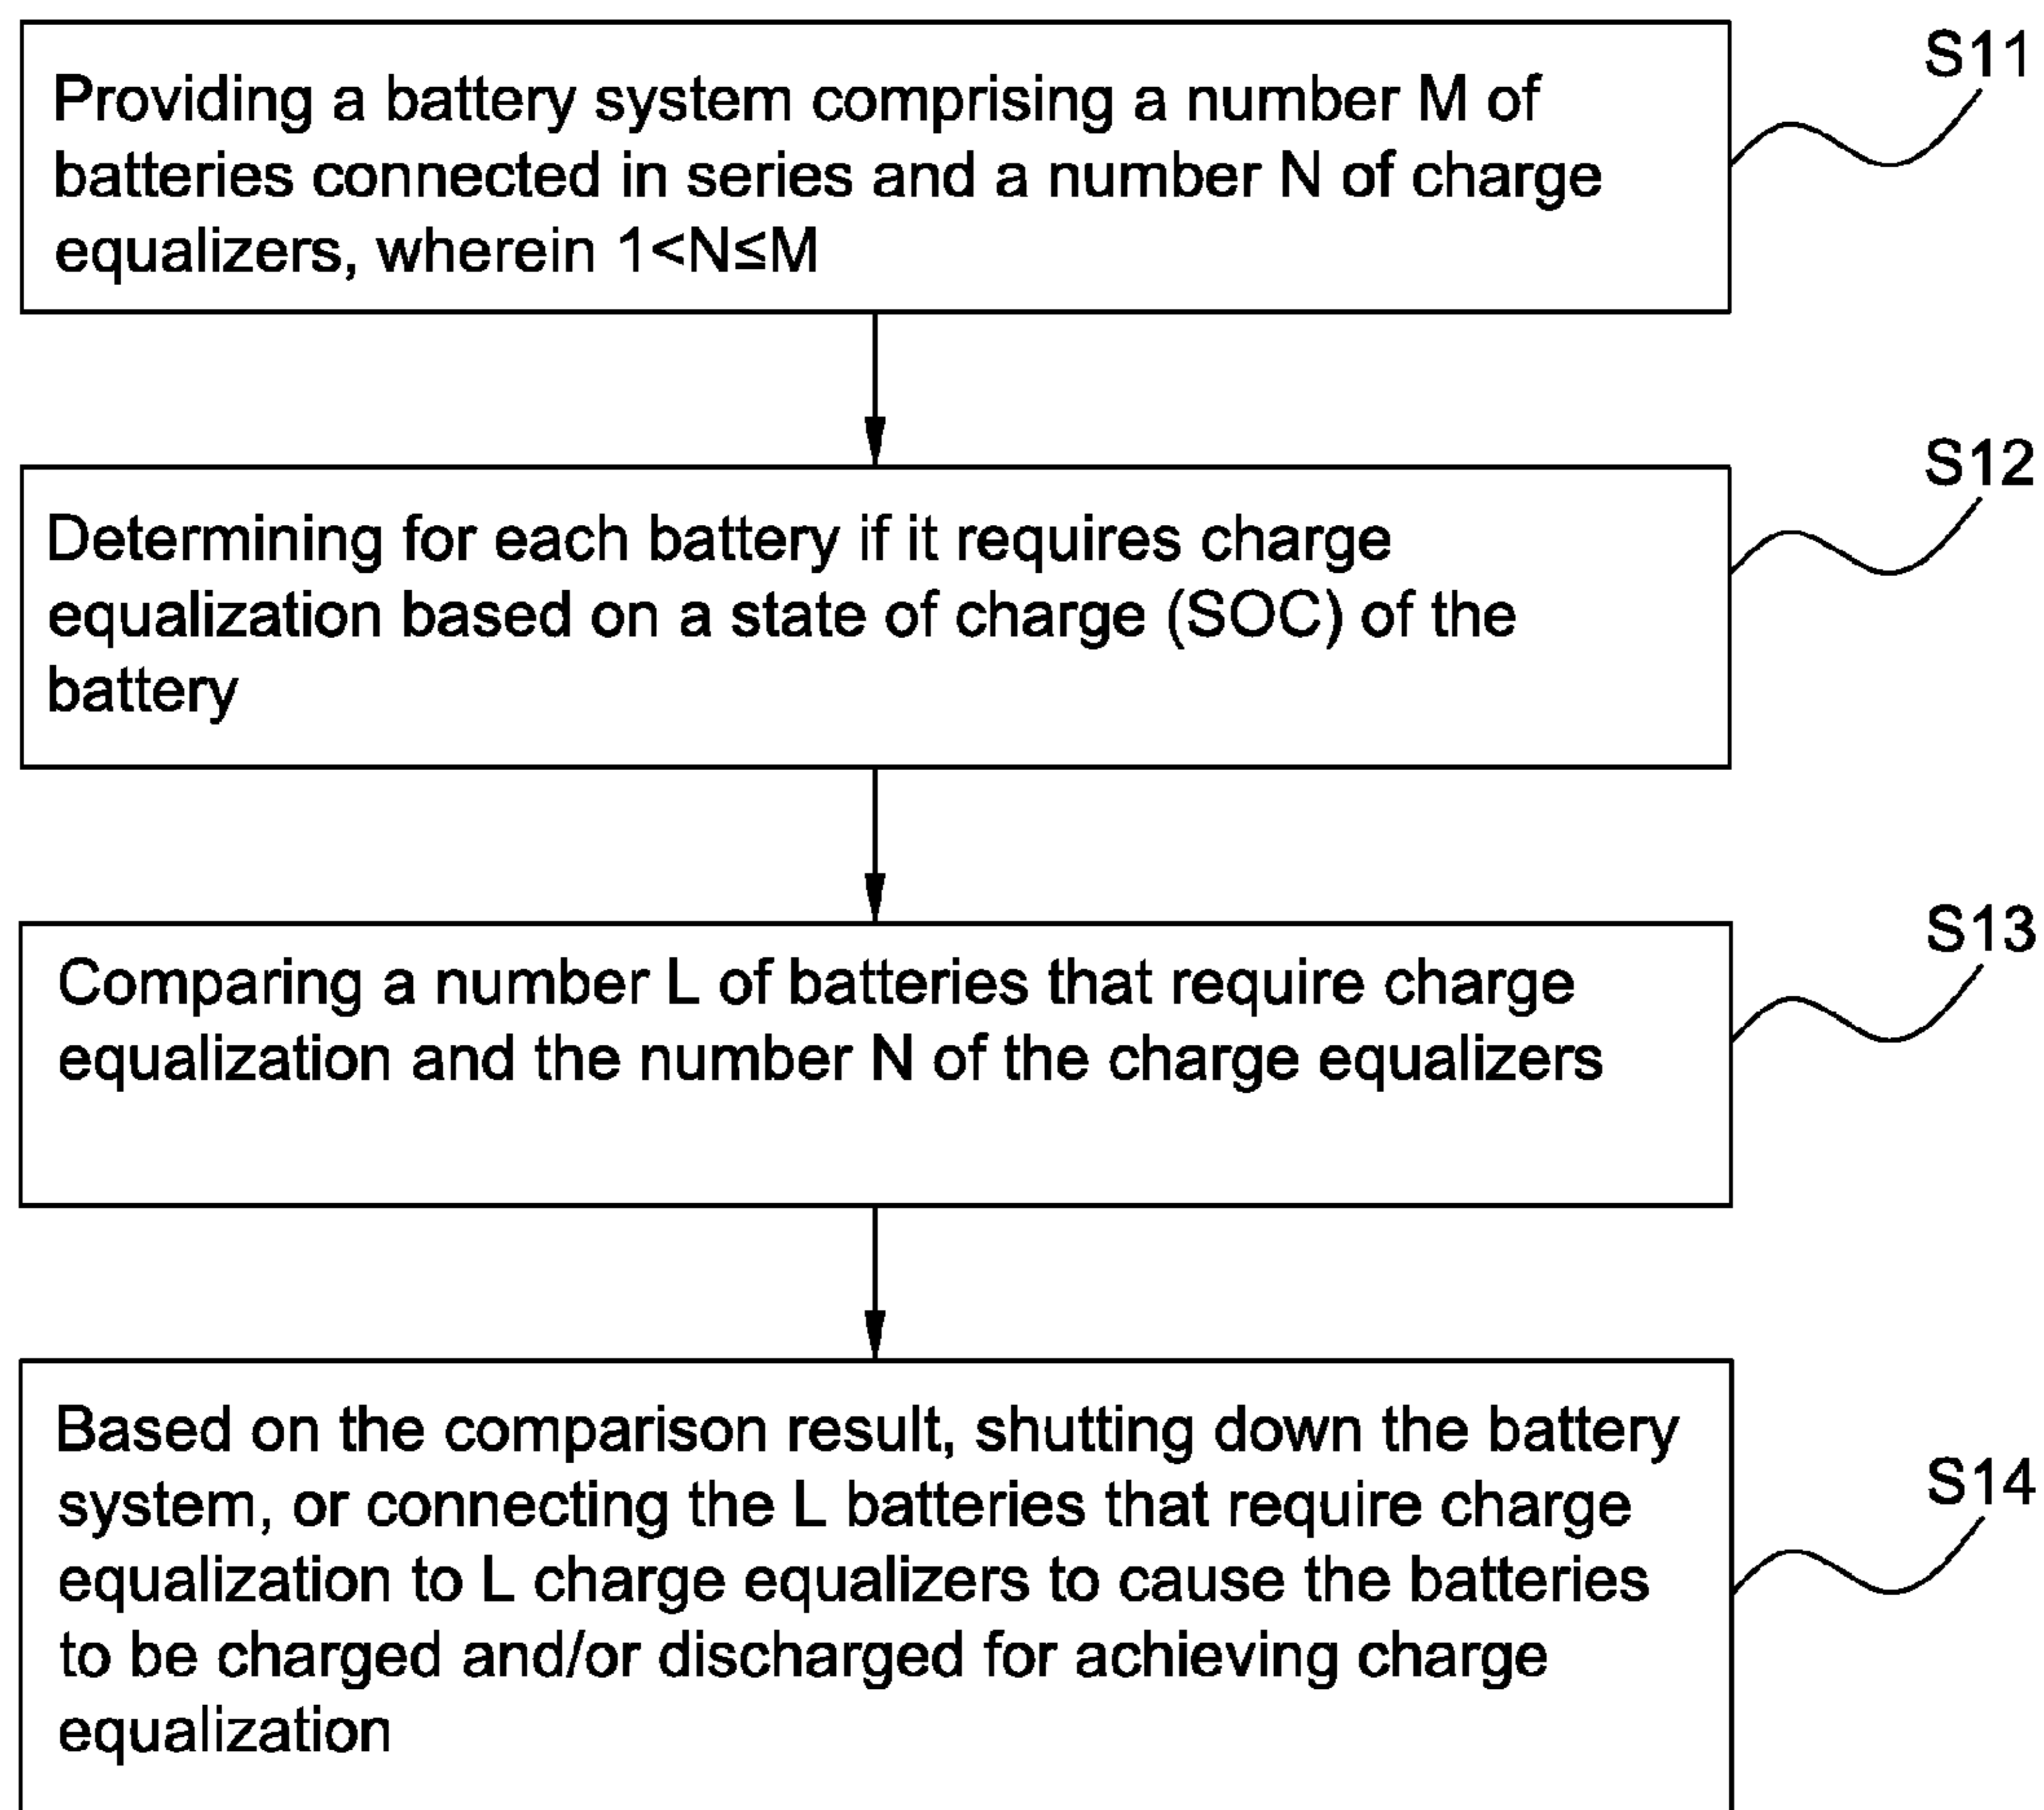 S11
Providing a battery system comprising a number M of
batteries connected in series and a number N of charge
equalizers, wherein 1<N≤M
S12
Determining for each battery if it requires charge
equalization based on a state of charge (SOC) of the
battery
S13
Comparing a number L of batteries that require charge
equalization and the number N of the charge equalizers
Based on the comparison result, shutting down the battery
S14
system, or connecting the L batteries that require charge
equalization to L charge equalizers to cause the batteries
to be charged and/or discharged for achieving charge
equalization